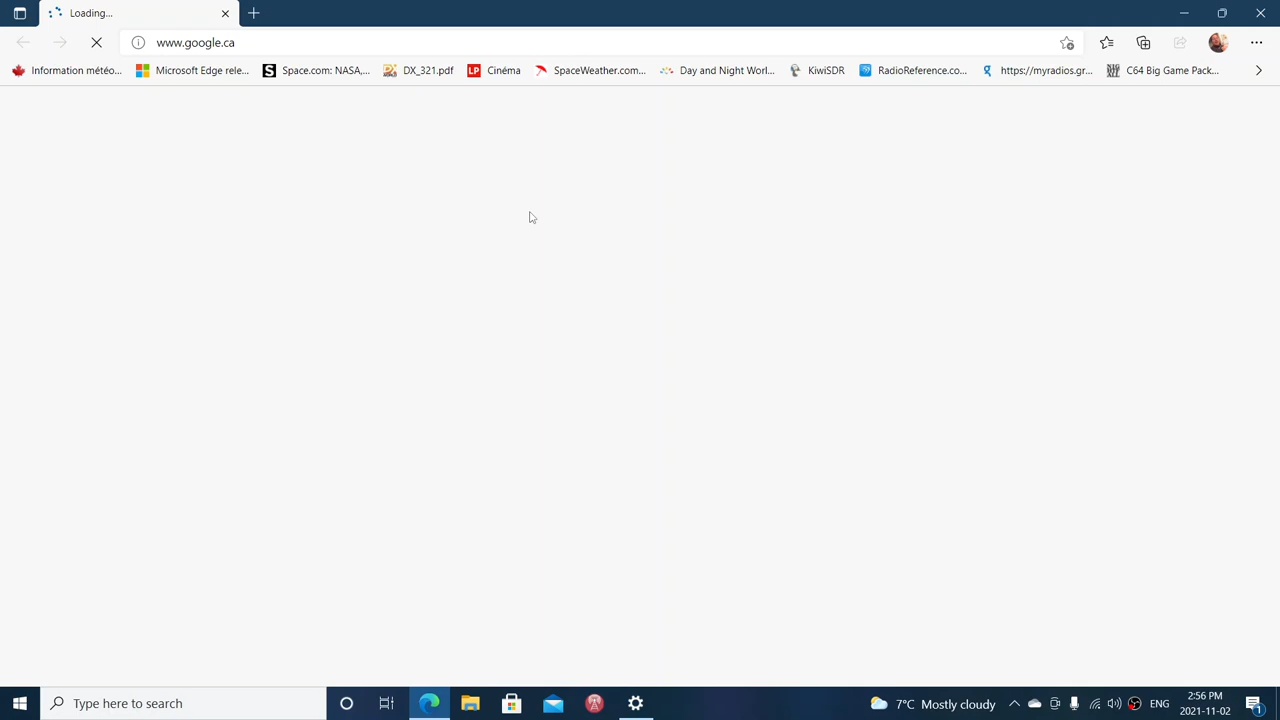 Loading...
www.google.ca
Information météo...
Microsoft Edge rele...
Space.com: NASA,...
DX_321.pdf
LP
Cinéma
SpaceWeather.com...
Day and Night Worl...
KiwiSDR
RadioReference.co...
https://myradios.gr...
C64 Big Game Pack...
Type here to search
7°C Mostly cloudy
ENG
2:56 PM
2021-11-02
1